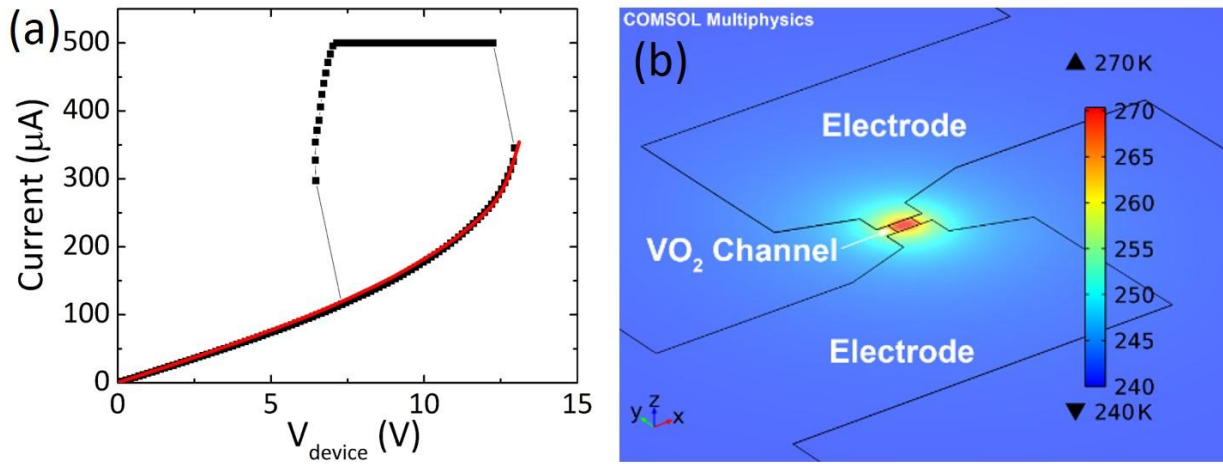 (a)
500
400
300
200
100
0
Current (µA)
0
5
10
15
V_device (V)
COMSOL Multiphysics
(b)
▲ 270K
270
265
260
255
250
245
240
▼ 240K
Electrode
VO₂ Channel
Electrode
y z x